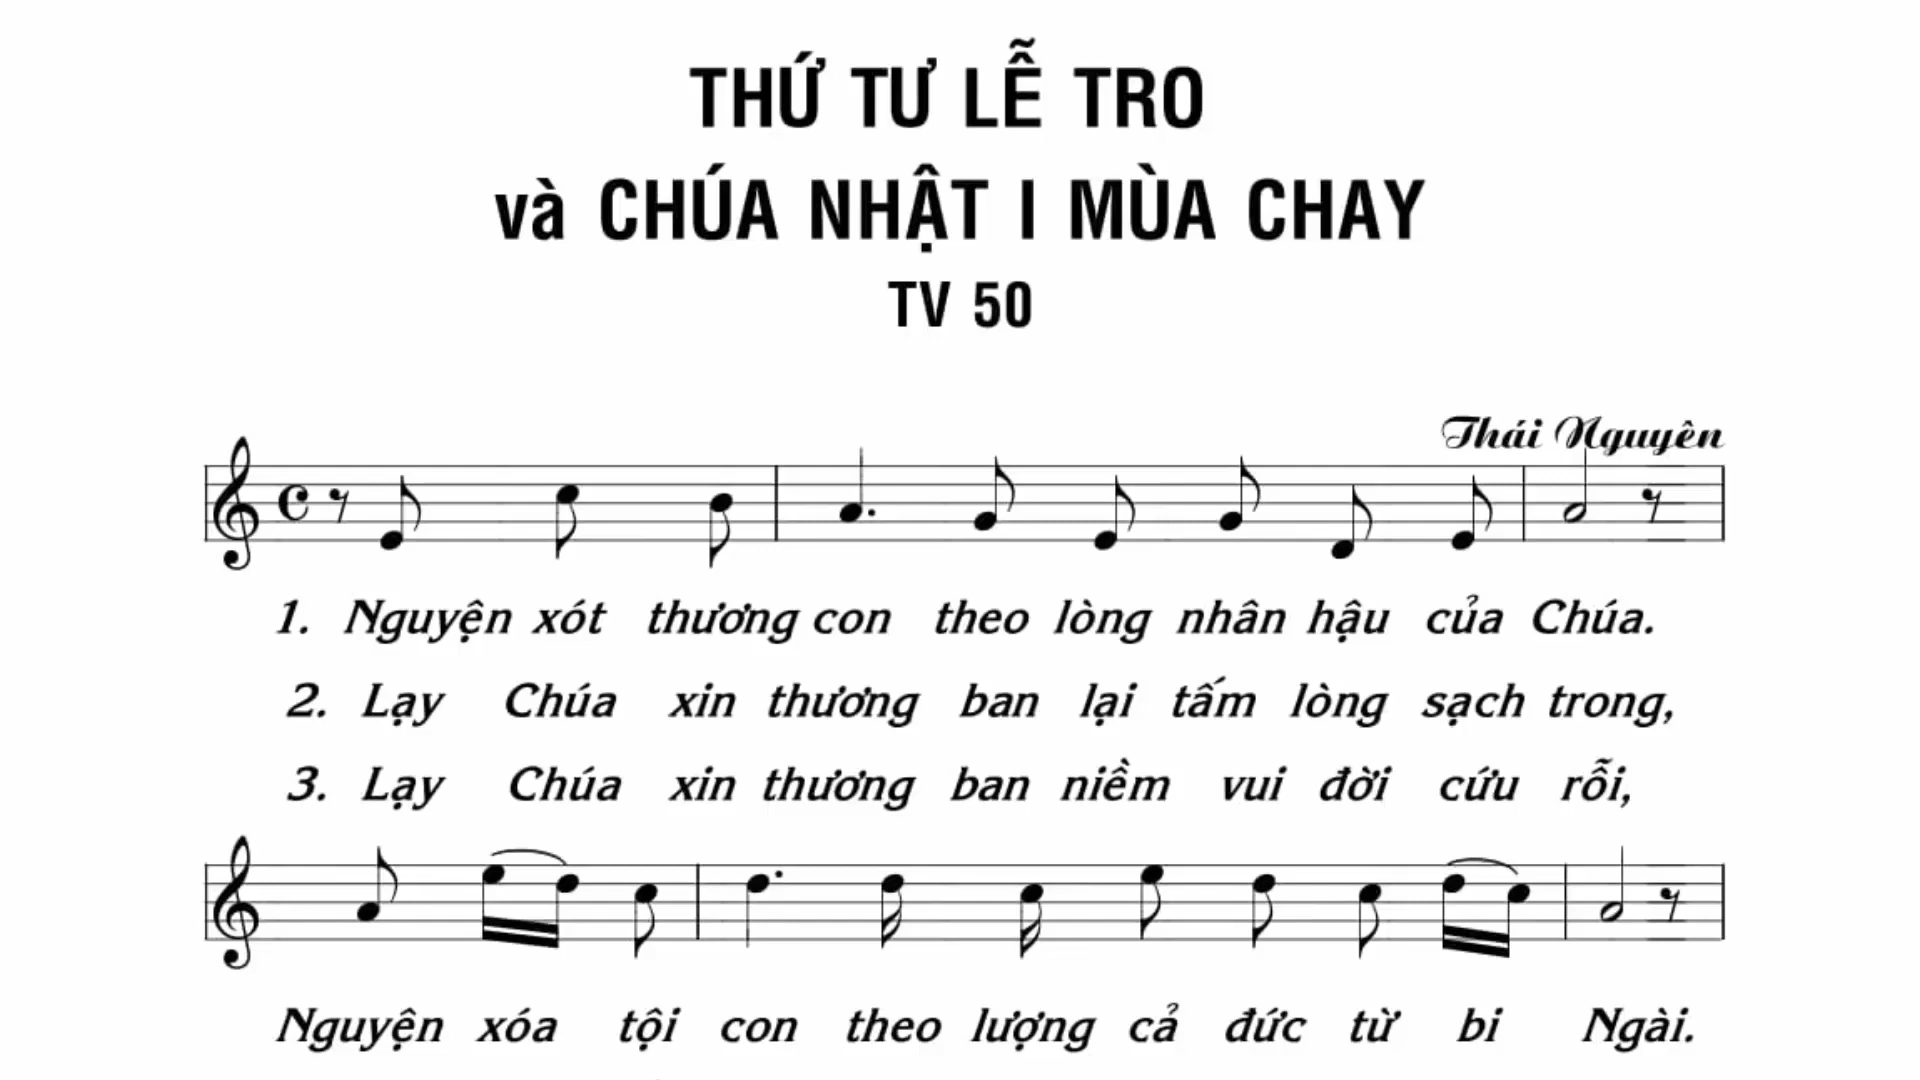 THỨ TƯ LỄ TRO
và CHÚA NHẬT I MÙA CHAY
TV 50
Thái Nguyên
1. Nguyện xót thương con theo lòng nhân hậu của Chúa.
2. Lạy Chúa xin thương ban lại tấm lòng sạch trong,
3. Lạy Chúa xin thương ban niềm vui đời cứu rỗi,
Nguyện xóa tội con theo lượng cả đức từ bi Ngài.